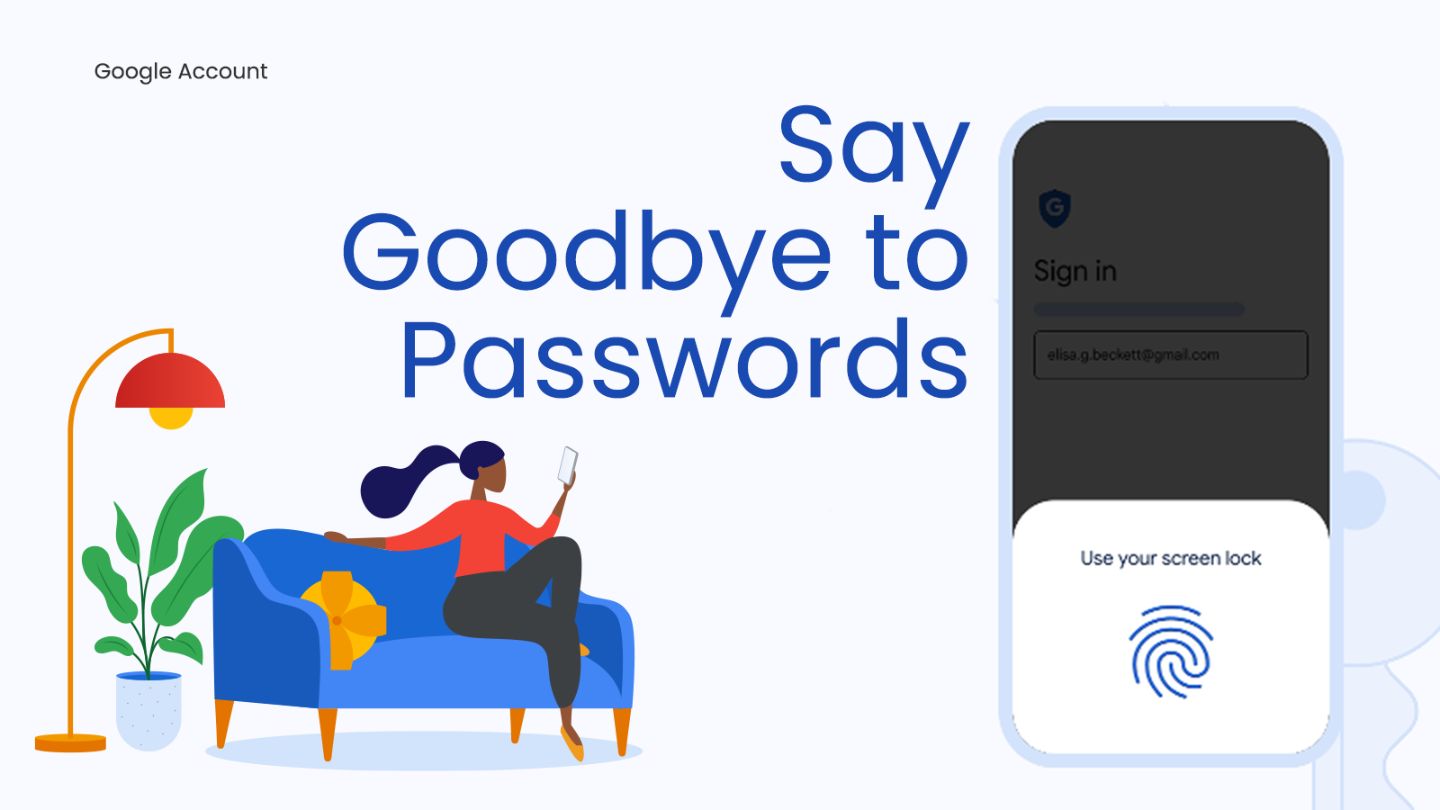 Google Account
Say
Goodbye to
Passwords
G
Sign in
elisa.g.beckett@gmail.com
Use your screen lock